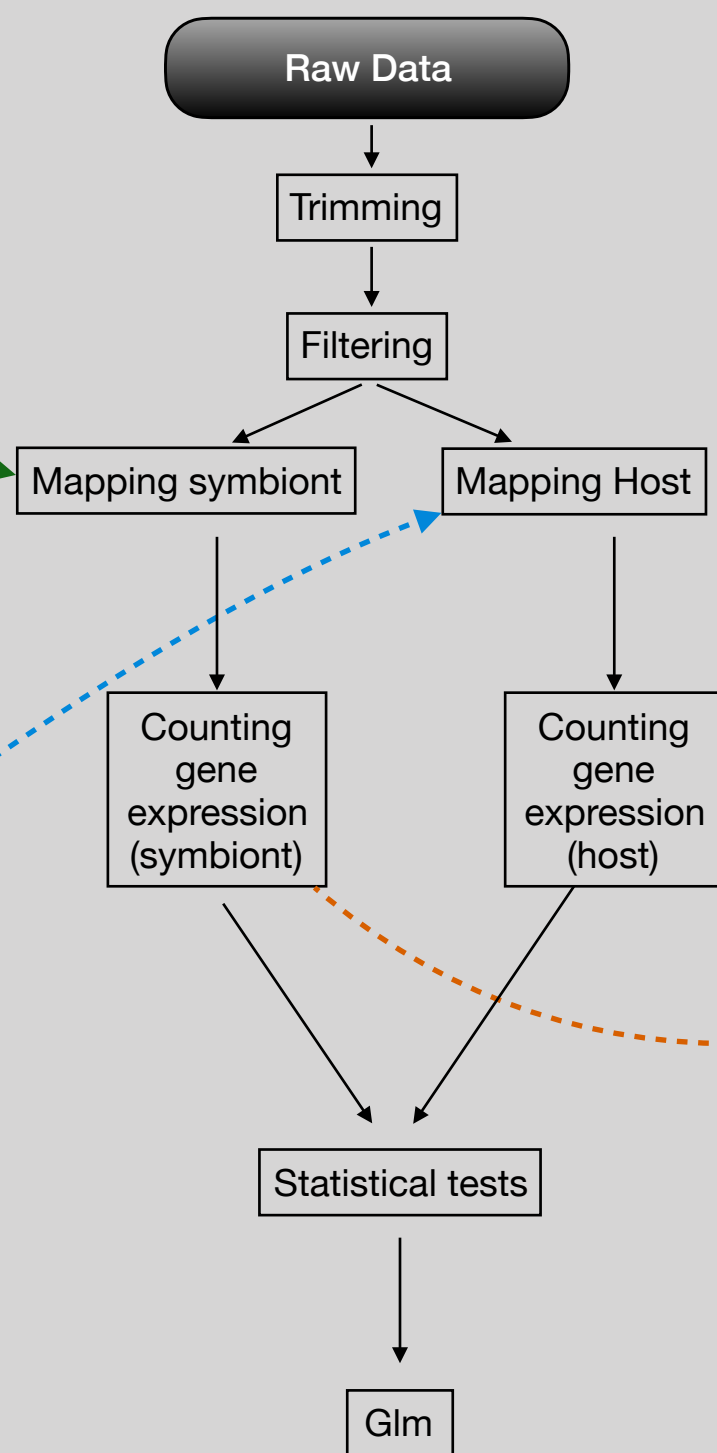 Raw Data
Trimming
Filtering
Mapping symbiont
Mapping Host
Counting
gene
expression
(symbiont)
Counting
gene
expression
(host)
Statistical tests
Glm